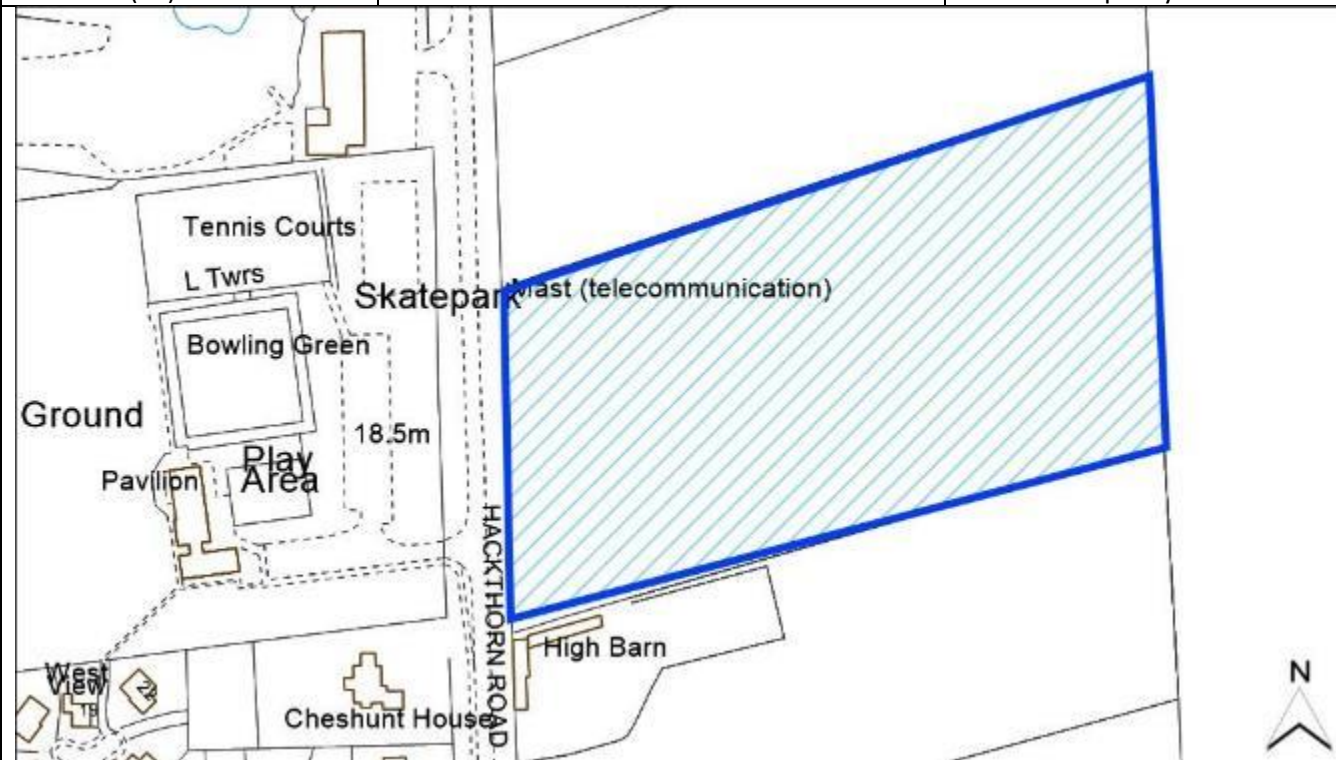 Tennis Courts
L Twrs
Skatepark
Mast (telecommunication)
Bowling Green
Ground
18.5m
Play
Area
Pavilion
HACKTHORN ROAD
High Barn
West
View
Cheshunt House
N